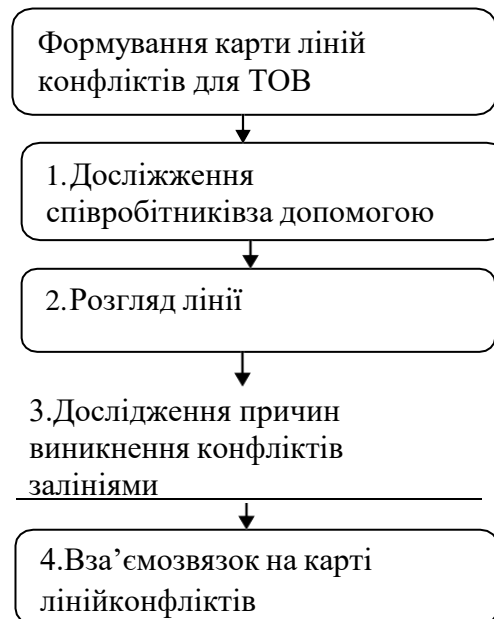 Формування карти ліній
конфліктів для ТОВ
1.Досліжження
співробітниківза допомогою
2.Розгляд лінії
3.Дослідження причин
виникнення конфліктів
залініями
4.Вза’ємозвязок на карті
лінійконфліктів